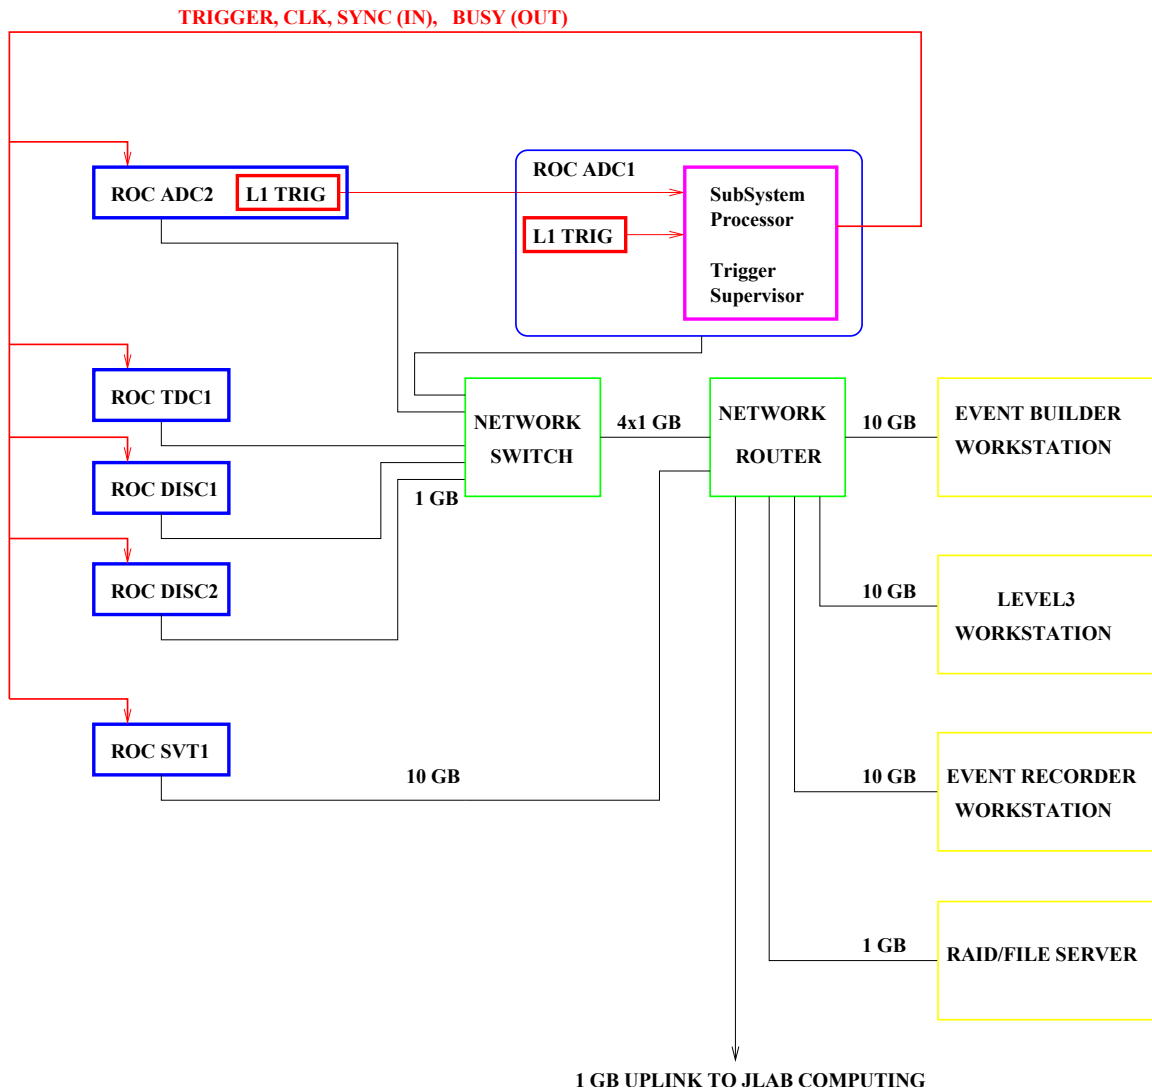 TRIGGER, CLK, SYNC (IN), BUSY (OUT)
ROC ADC2
L1 TRIG
ROC ADC1
L1 TRIG
SubSystem
Processor
Trigger
Supervisor
ROC TDC1
ROC DISC1
ROC DISC2
ROC SVT1
NETWORK
SWITCH
1 GB
4x1 GB
NETWORK
ROUTER
10 GB
EVENT BUILDER
WORKSTATION
10 GB
LEVEL3
WORKSTATION
10 GB
10 GB
EVENT RECORDER
WORKSTATION
1 GB
RAID/FILE SERVER
1 GB UPLINK TO JLAB COMPUTING